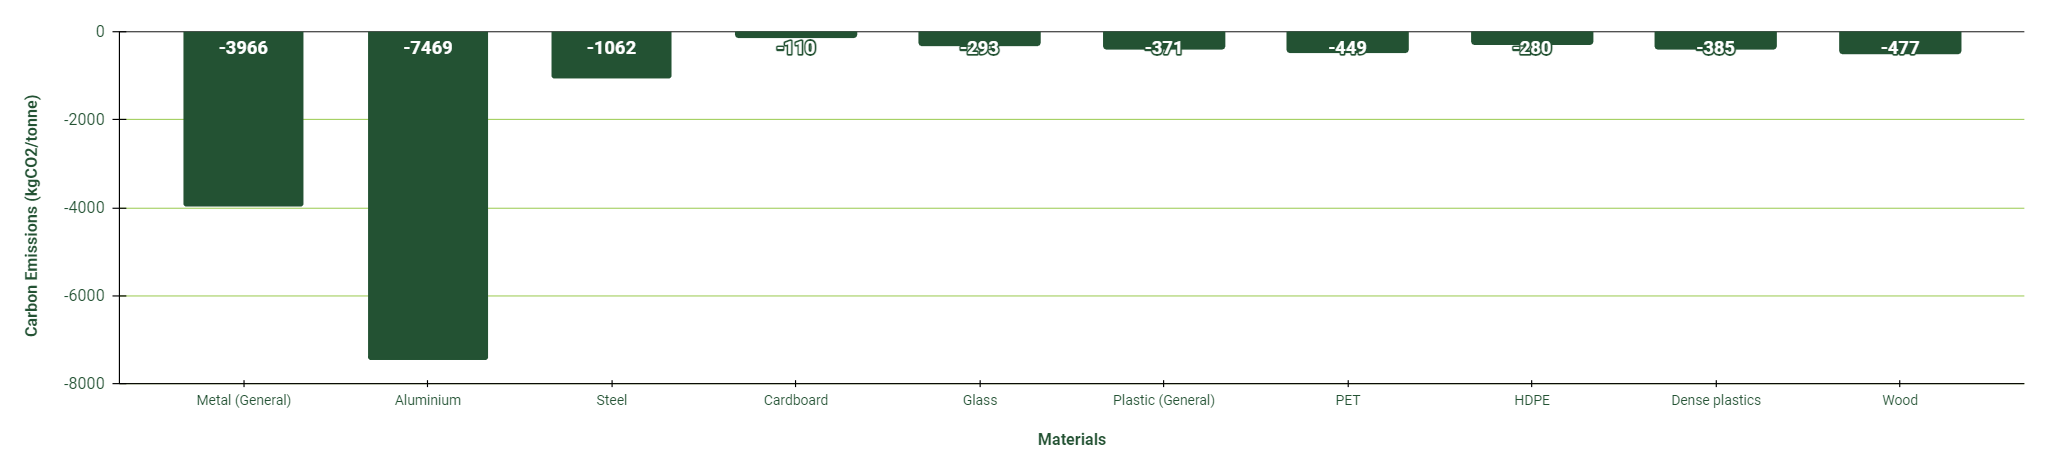 0
-2000
-4000
-6000
-8000
Carbon Emissions (kgCO2/tonne)
-3966
-7469
-1062
-110
-293
-371
-449
-280
-385
-477
Metal (General)
Aluminium
Steel
Cardboard
Glass
Plastic (General)
PET
HDPE
Dense plastics
Wood
Materials